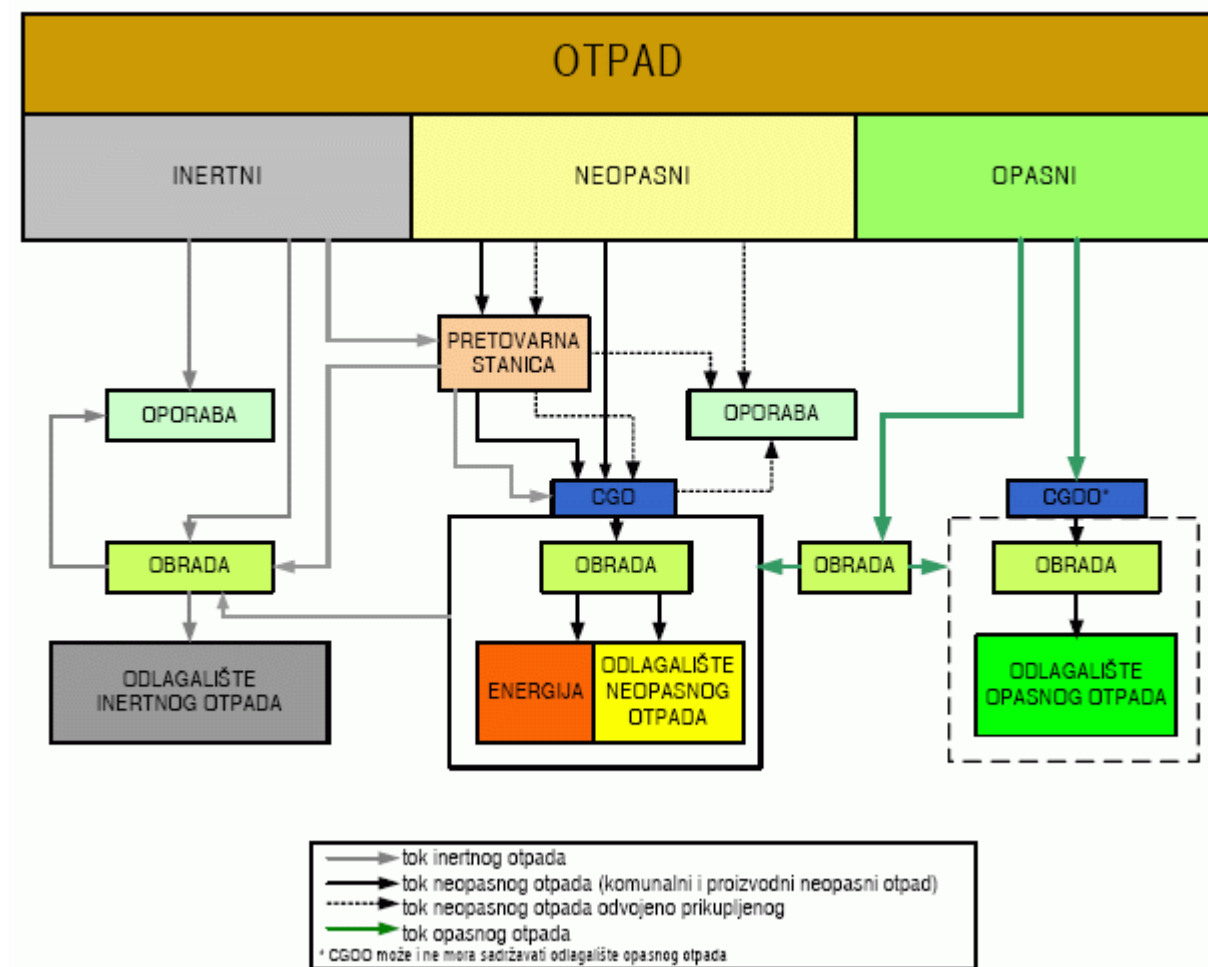 OTPAD
INERTNI
NEOPASNI
OPASNI
PRETOVARNA
STANICA
OPORABA
OPORABA
CGO
CGOO*
OBRADA
OBRADA
OBRADA
OBRADA
ODLAGALIŠTE
INERTNOG OTPADA
ENERGIJA
ODLAGALIŠTE
NEOPASNOG
OTPADA
ODLAGALIŠTE
OPASNOG OTPADA
tok inertnog otpada
tok neopasnog otpada (komunalni i proizvodni neopasni otpad)
tok neopasnog otpada odvojeno prikupljenog
tok opasnog otpada
* CGOO može i ne mora sadržavati odlagalište opasnog otpada